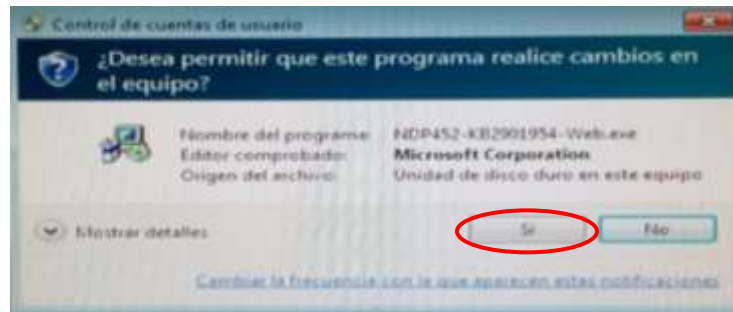 Control de cuentas de usuario
¿Desea permitir que este programa realice cambios en
el equipo?
Nombre del programa: NDP452-KB2901954-Web.exe
Editor comprobado: Microsoft Corporation
Origen del archivo: Unidad de disco duro en este equipo
Mostrar detalles
Sí
No
Cambiar la frecuencia con la que aparecen estas notificaciones